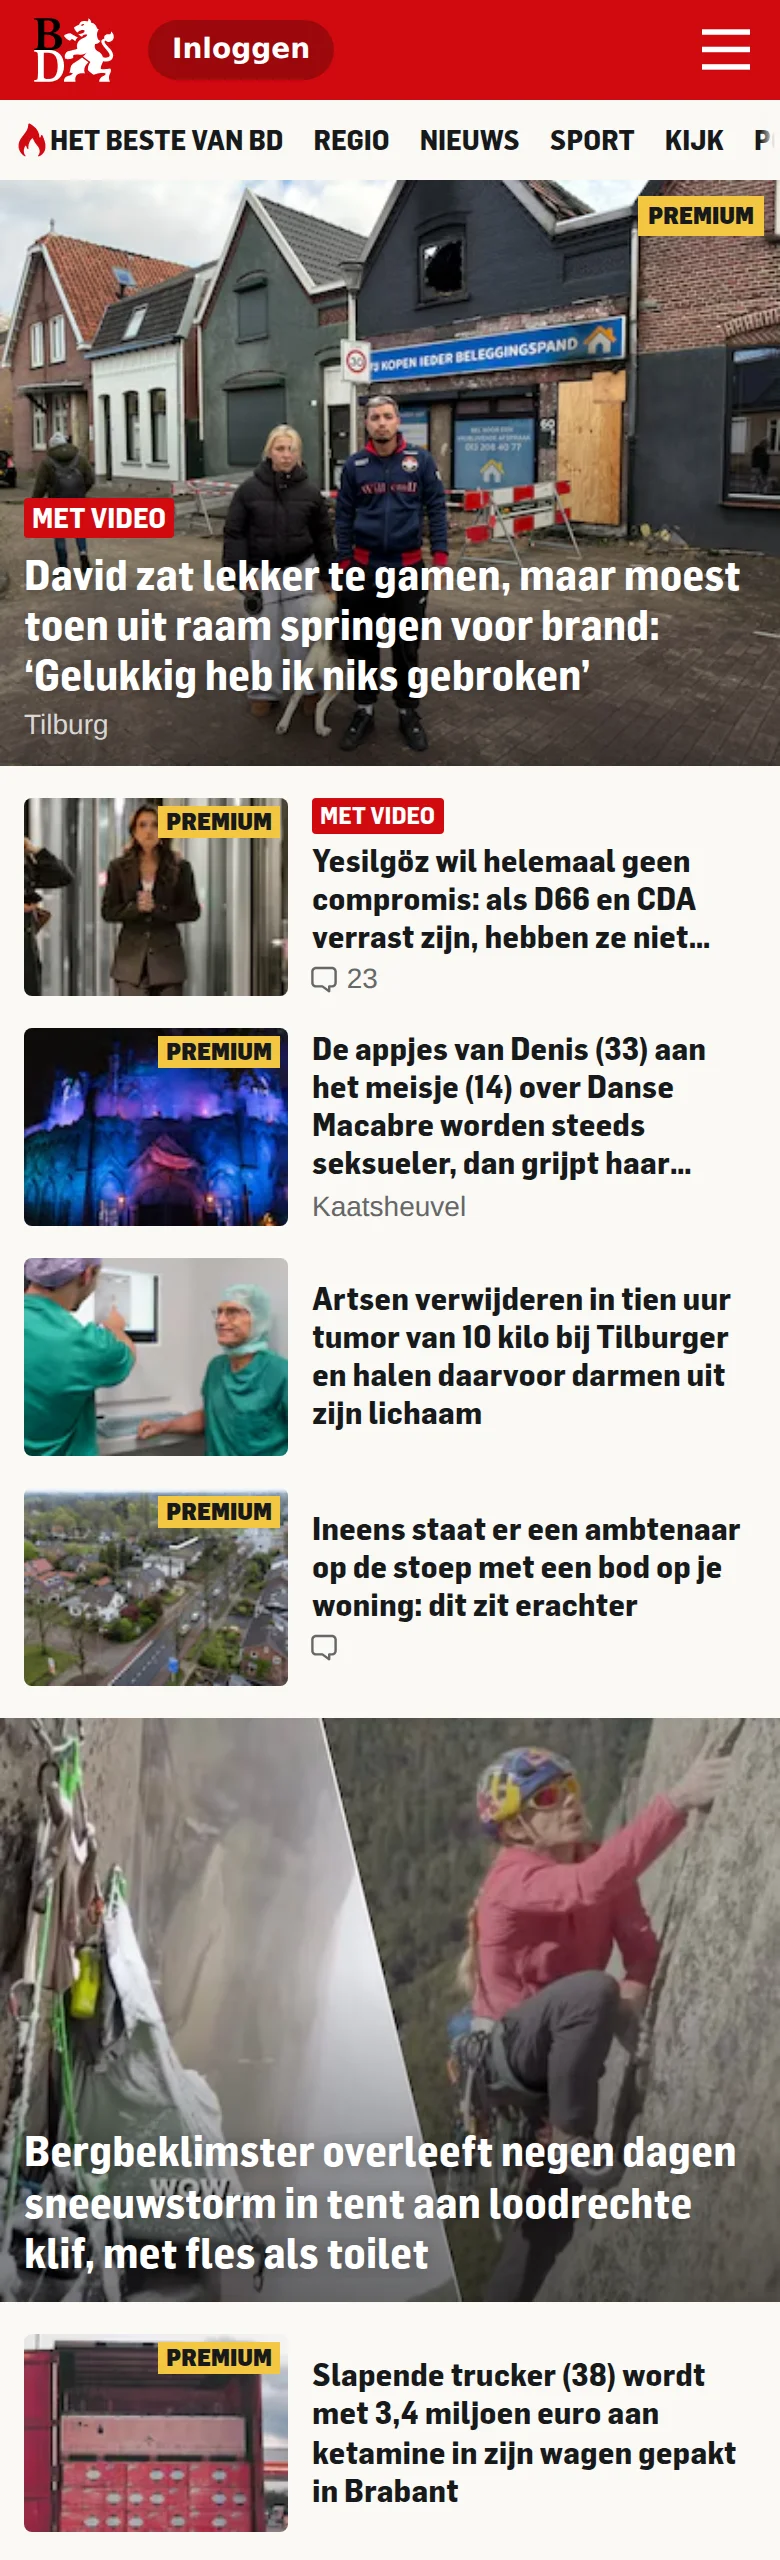 B
D
Inloggen
HET BESTE VAN BD REGIO NIEUWS SPORT KIJK
PREMIUM
KOPEN IEDER BELEGGINGSPAND
30
MET VIDEO
David zat lekker te gamen, maar moest
toen uit raam springen voor brand:
‘Gelukkig heb ik niks gebroken’
Tilburg
PREMIUM
MET VIDEO
Yesilgöz wil helemaal geen
compromis: als D66 en CDA
verrast zijn, hebben ze niet...
23
PREMIUM
De appjes van Denis (33) aan
het meisje (14) over Danse
Macabre worden steeds
seksueler, dan grijpt haar...
Kaatsheuvel
Artsen verwijderen in tien uur
tumor van 10 kilo bij Tilburger
en halen daarvoor darmen uit
zijn lichaam
PREMIUM
Ineens staat er een ambtenaar
op de stoep met een bod op je
woning: dit zit erachter
Bergbeklimster overleeft negen dagen
sneeuwstorm in tent aan loodrechte
klif, met fles als toilet
PREMIUM
Slapende trucker (38) wordt
met 3,4 miljoen euro aan
ketamine in zijn wagen gepakt
in Brabant